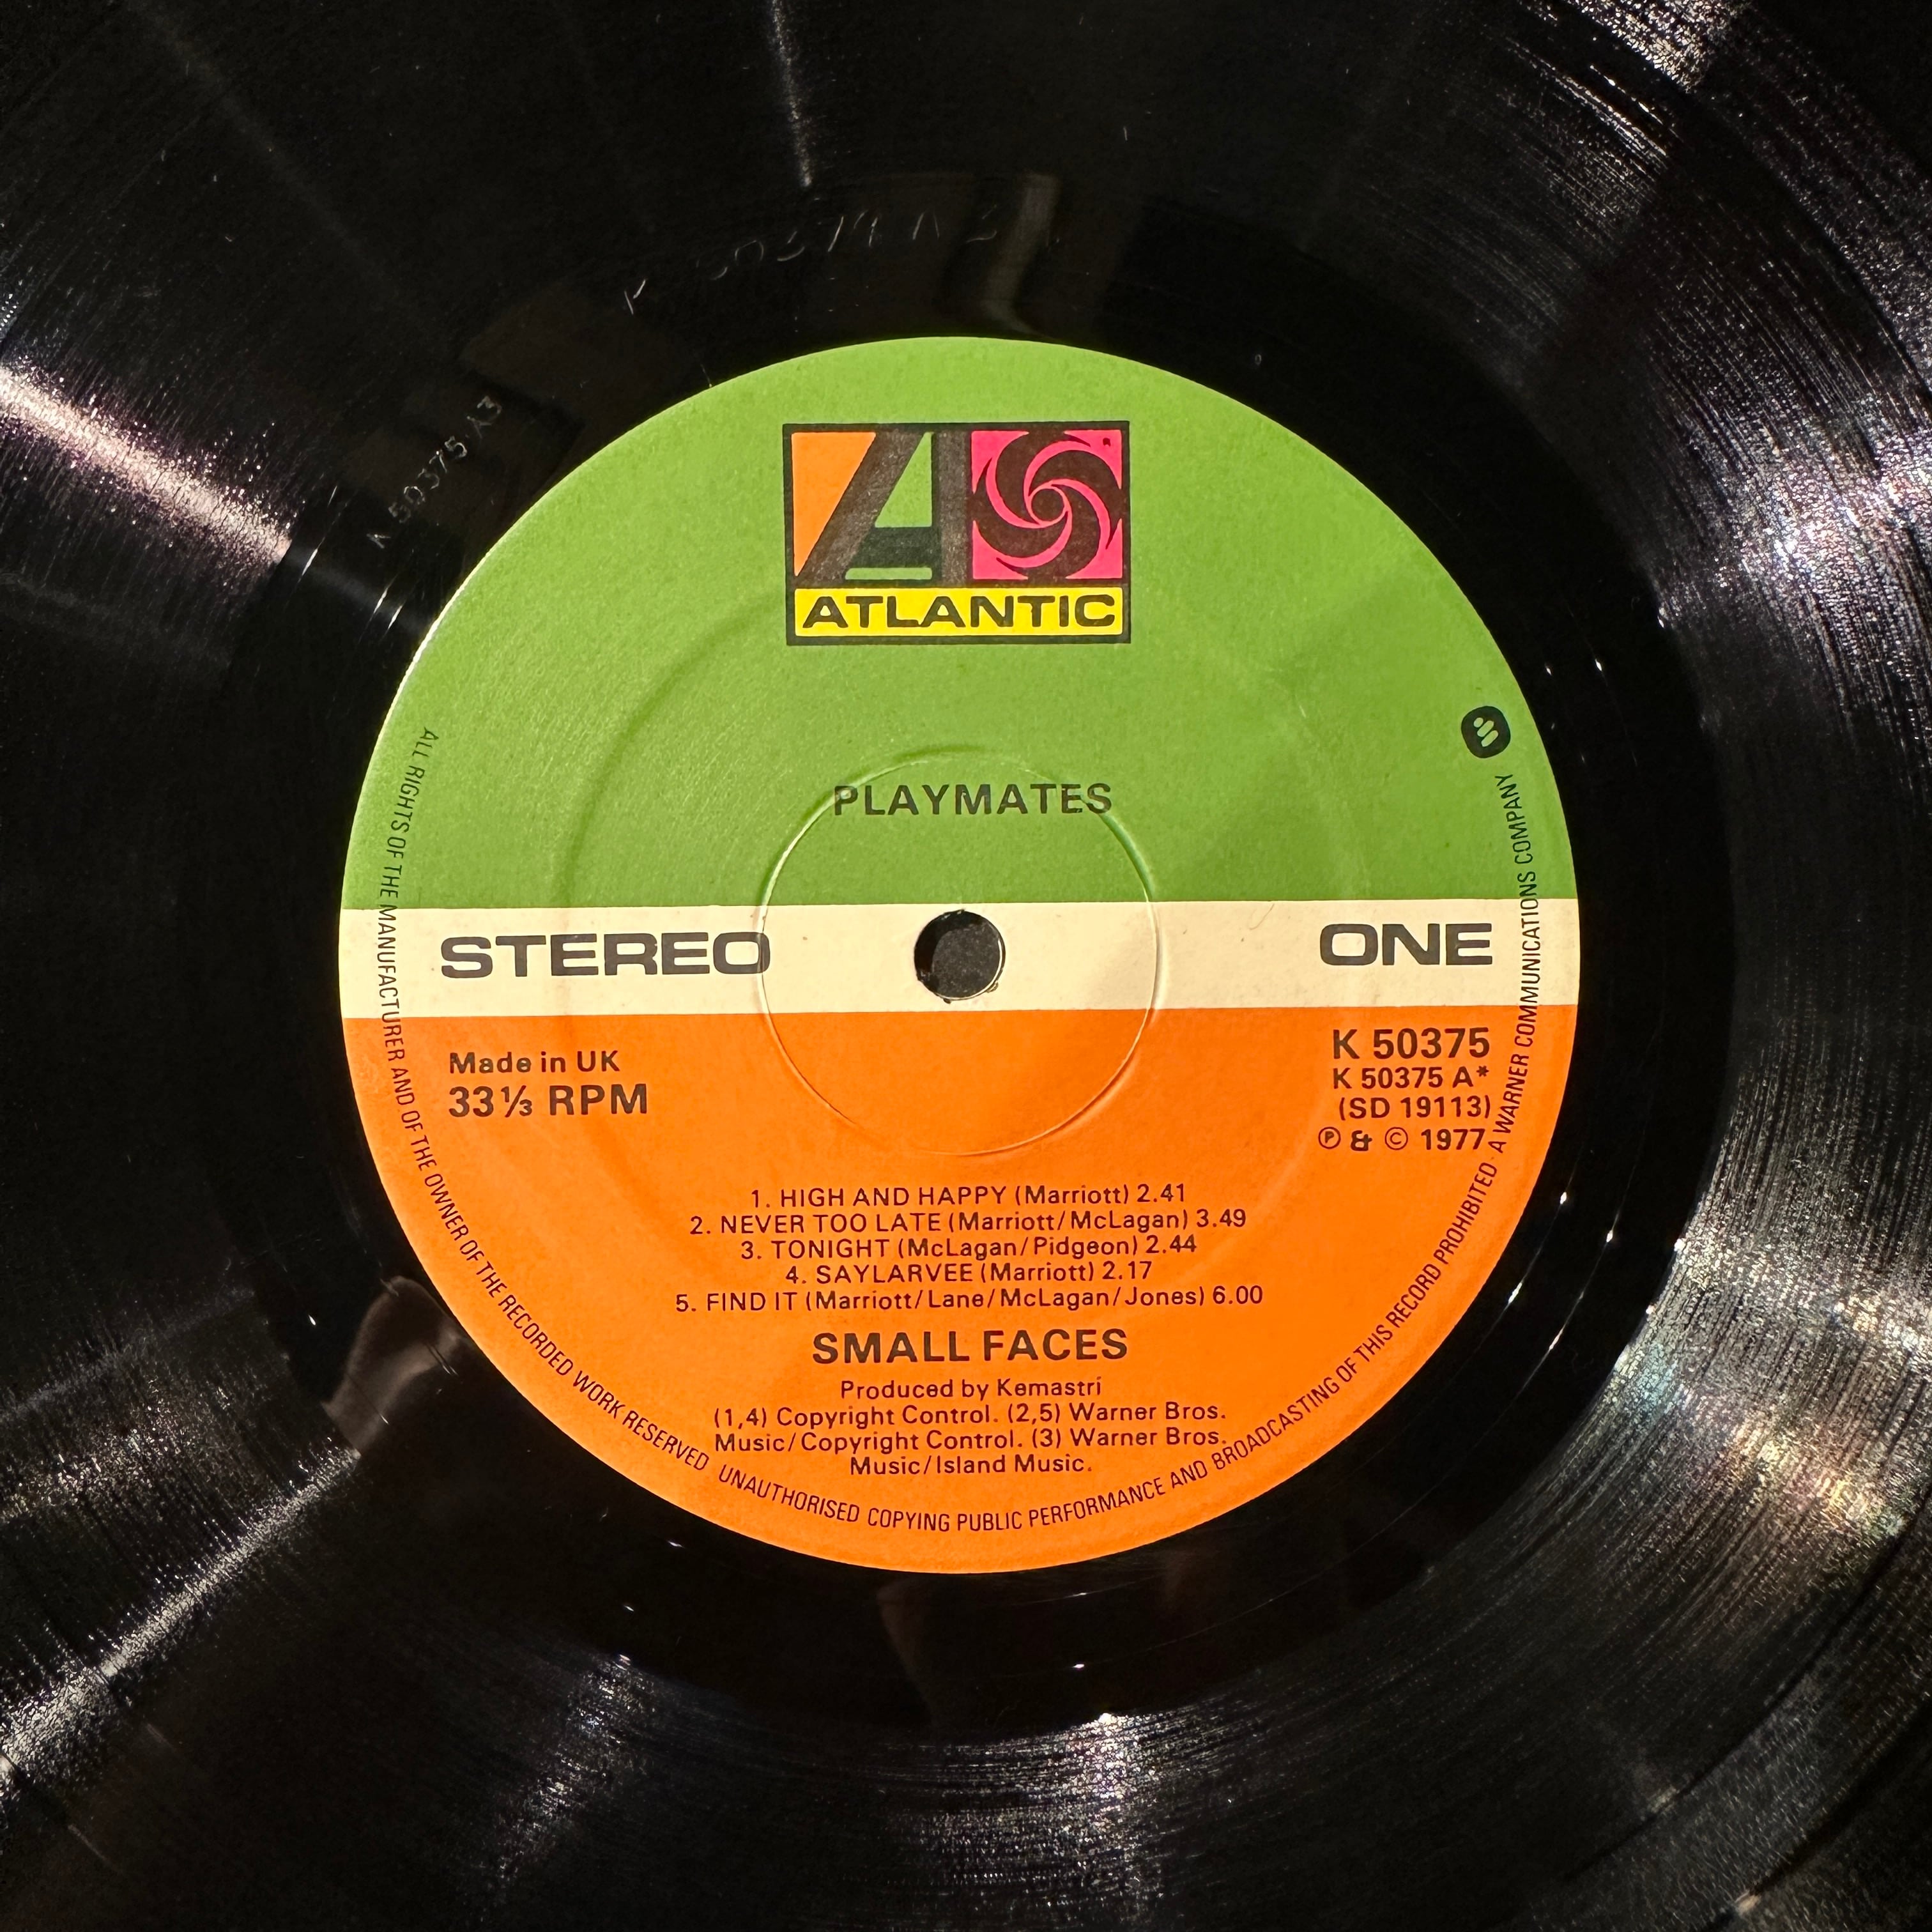 ATLANTIC
PLAYMATES
STEREO
ONE
Made in UK
33⅓ RPM
K 50375
K 50375 A*
(SD 19113)
℗ & © 1977
1. HIGH AND HAPPY (Marriott) 2.41
2. NEVER TOO LATE (Marriott/McLagan) 3.49
3. TONIGHT (McLagan/Pidgeon) 2.44
4. SAYLARVEE (Marriott) 2.17
5. FIND IT (Marriott/Lane/McLagan/Jones) 6.00
SMALL FACES
Produced by Kemastri
(1,4) Copyright Control. (2,5) Warner Bros.
Music/Copyright Control. (3) Warner Bros.
Music/Island Music.
ALL RIGHTS OF THE MANUFACTURER AND OF THE OWNER OF THE RECORDED WORK RESERVED UNAUTHORISED COPYING PUBLIC PERFORMANCE AND BROADCASTING OF THIS RECORD PROHIBITED · A WARNER COMMUNICATIONS COMPANY